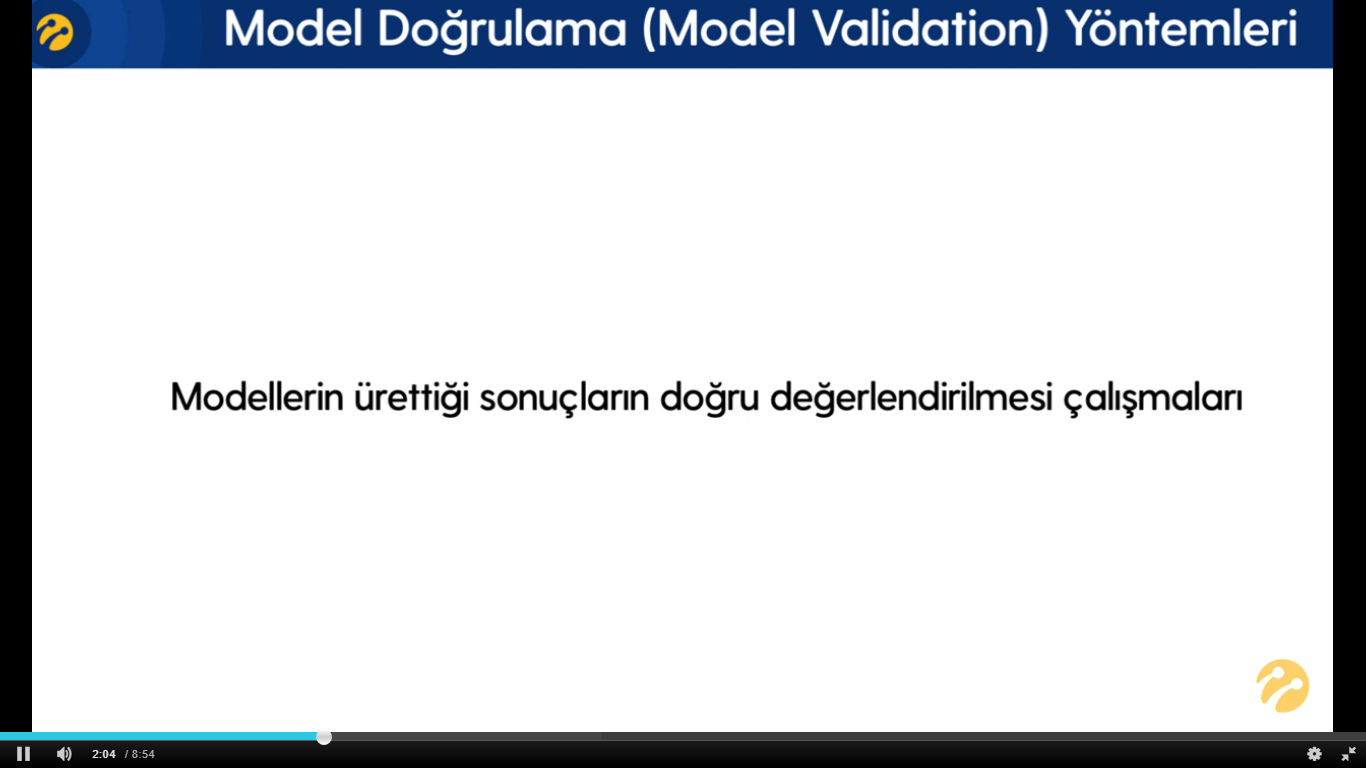 Model Doğrulama (Model Validation) Yöntemleri
Modellerin ürettiği sonuçların doğru değerlendirilmesi çalışmaları
2:04 / 8:54